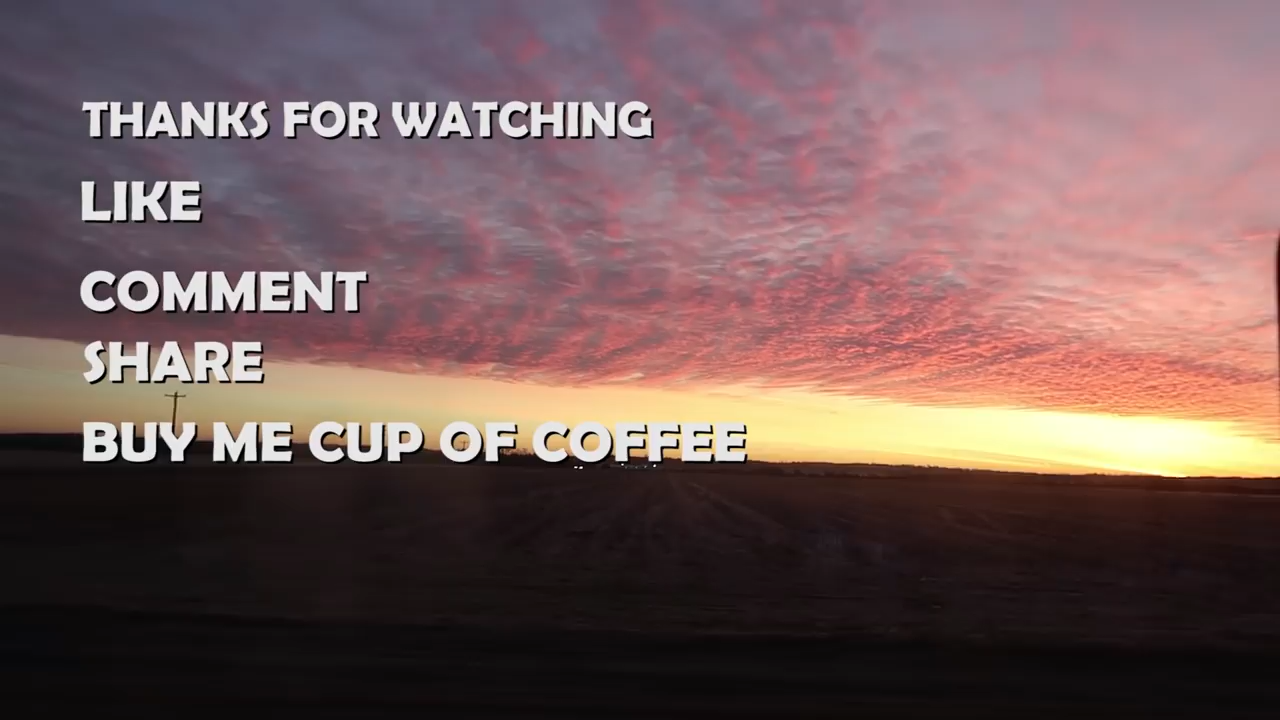 THANKS FOR WATCHING
LIKE
COMMENT
SHARE
BUY ME CUP OF COFFEE